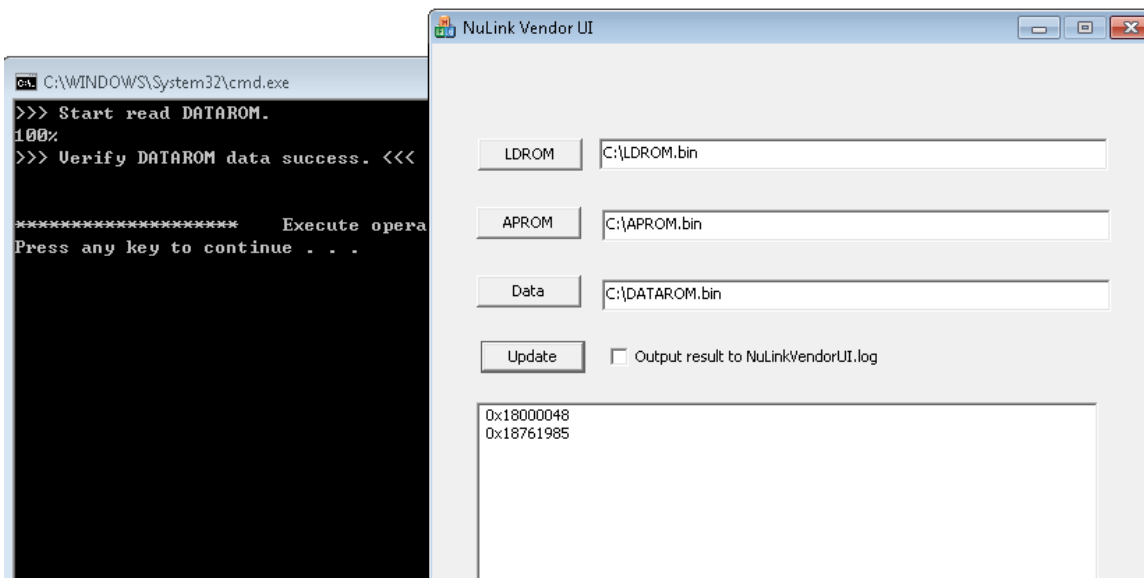 C:\WINDOWS\System32\cmd.exe
>>> Start read DATAROM.
100%
>>> Verify DATAROM data success. <<<
******************** Execute opera
Press any key to continue . . .
NuLink Vendor UI
LDROM C:\LDROM.bin
APROM C:\APROM.bin
Data C:\DATAROM.bin
Update Output result to NuLinkVendorUI.log
0x18000048
0x18761985